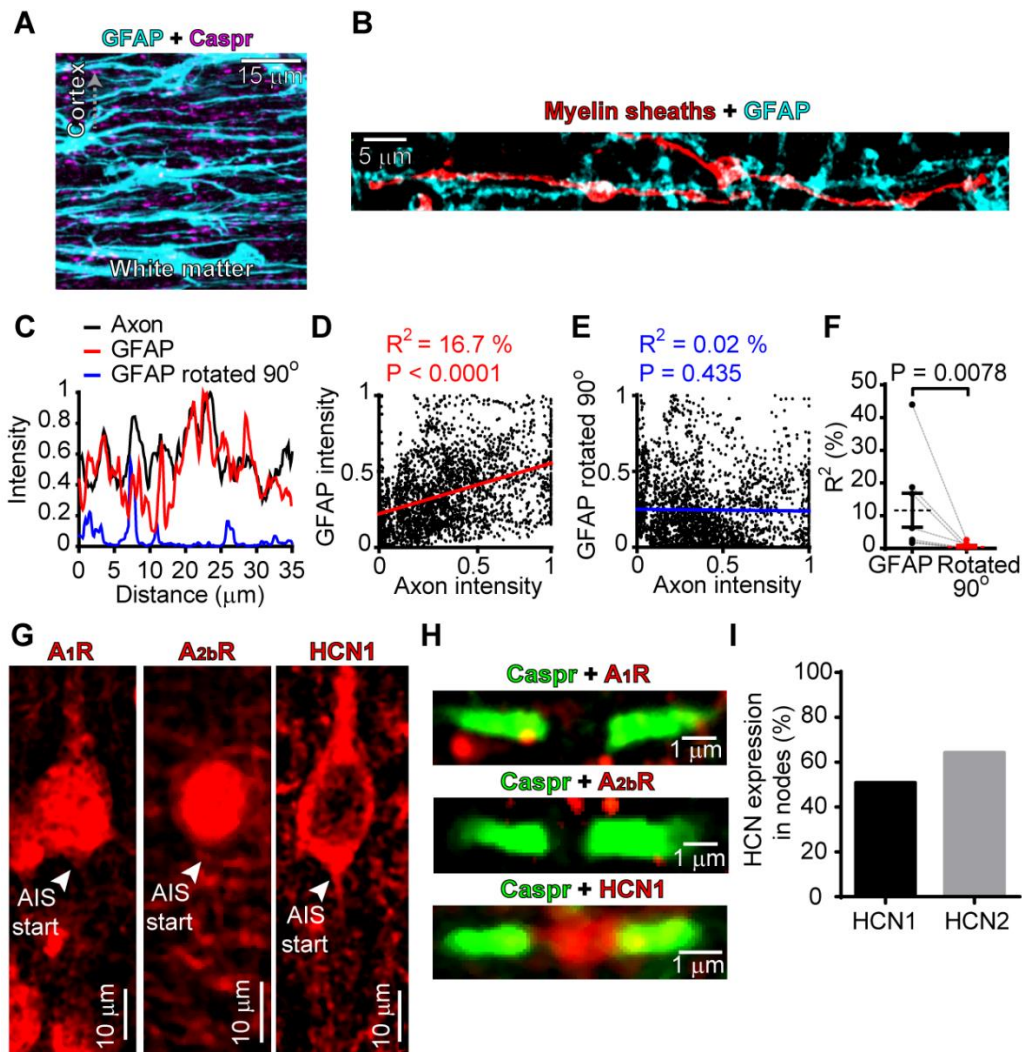 A
GFAP + Caspr
15 μm
Cortex
White matter
B
Myelin sheaths + GFAP
5 μm
C
Axon
GFAP
GFAP rotated 90°
Intensity
1
0.8
0.6
0.4
0.2
0
0 5 10 20 25 30 35
Distance (μm)
D
R² = 16.7 %
P < 0.0001
GFAP intensity
1
0.5
0
0 0.5 1
Axon intensity
E
R² = 0.02 %
P = 0.435
GFAP rotated 90°
1
0.5
0
0 0.5 1
Axon intensity
F
P = 0.0078
R² (%)
50
40
30
20
10
0
GFAP Rotated
90°
G
A1R
A2bR
HCN1
AIS
start
10 μm
AIS
start
10 μm
AIS
start
10 μm
H
Caspr + A1R
1 μm
Caspr + A2bR
1 μm
Caspr + HCN1
1 μm
I
HCN expression
in nodes (%)
100
80
60
40
20
0
HCN1 HCN2